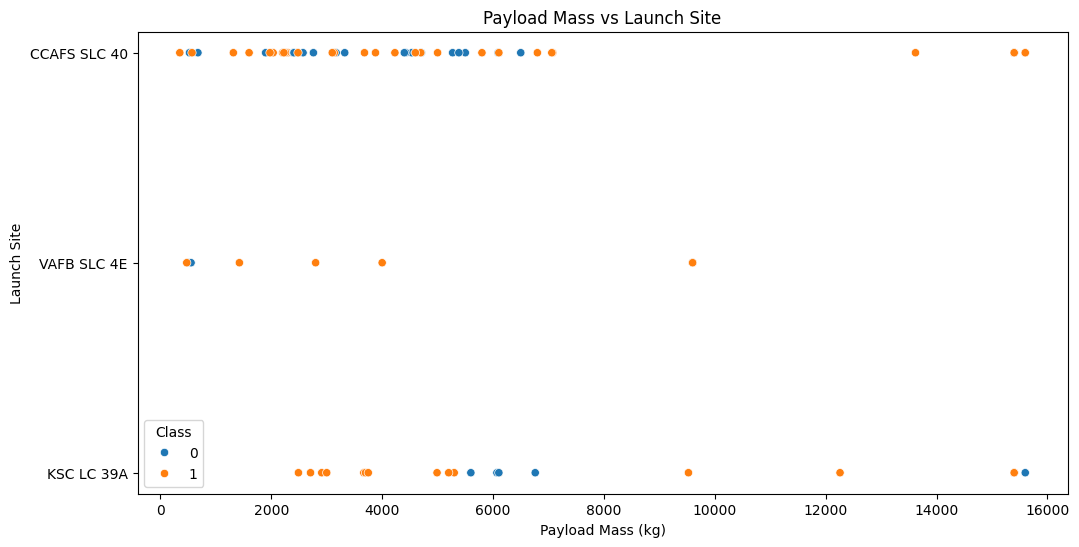 Payload Mass vs Launch Site
Launch Site
CCAFS SLC 40
VAFB SLC 4E
KSC LC 39A
Class
0
1
0 2000 4000 6000 8000 10000 12000 14000 16000
Payload Mass (kg)